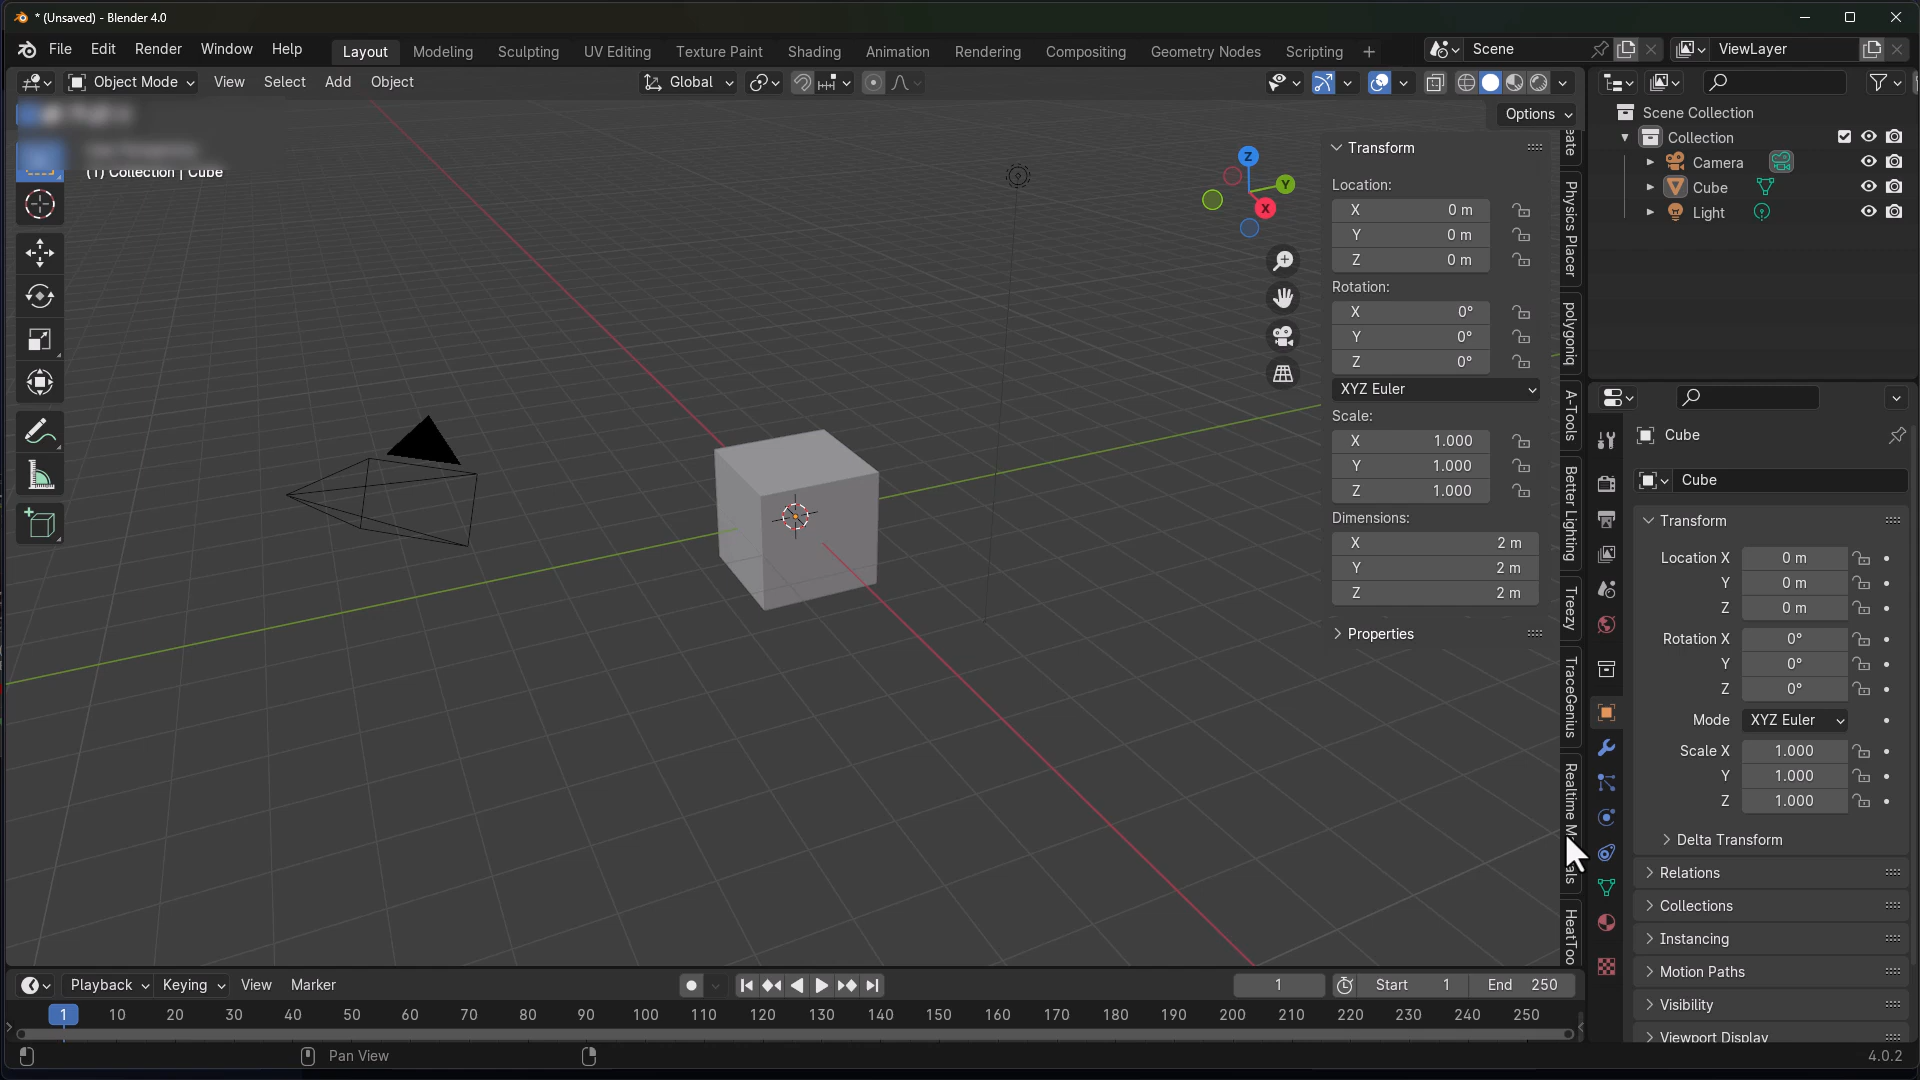 * (Unsaved) - Blender 4.0
File Edit Render Window Help
Layout Modeling Sculpting UV Editing Texture Paint Shading Animation Rendering Compositing Geometry Nodes Scripting +
Scene
ViewLayer
Object Mode View Select Add Object
Global
Options
(1) Collection | Cube
Z
Y
X
Transform
Location:
X 0 m
Y 0 m
Z 0 m
Rotation:
X 0°
Y 0°
Z 0°
XYZ Euler
Scale:
X 1.000
Y 1.000
Z 1.000
Dimensions:
X 2 m
Y 2 m
Z 2 m
Properties
eate
Physics Placer
polygoniq
A-Tools
Better Lighting
Treezy
TraceGenius
Realtime M
als
HeatToo
Scene Collection
Collection
Camera
Cube
Light
Cube
Cube
Transform
Location X 0 m
Y 0 m
Z 0 m
Rotation X 0°
Y 0°
Z 0°
Mode XYZ Euler
Scale X 1.000
Y 1.000
Z 1.000
Delta Transform
Relations
Collections
Instancing
Motion Paths
Visibility
Viewport Display
Playback Keying View Marker
1
Start 1
End 250
1 10 20 30 40 50 60 70 80 90 100 110 120 130 140 150 160 170 180 190 200 210 220 230 240 250
Pan View
4.0.2